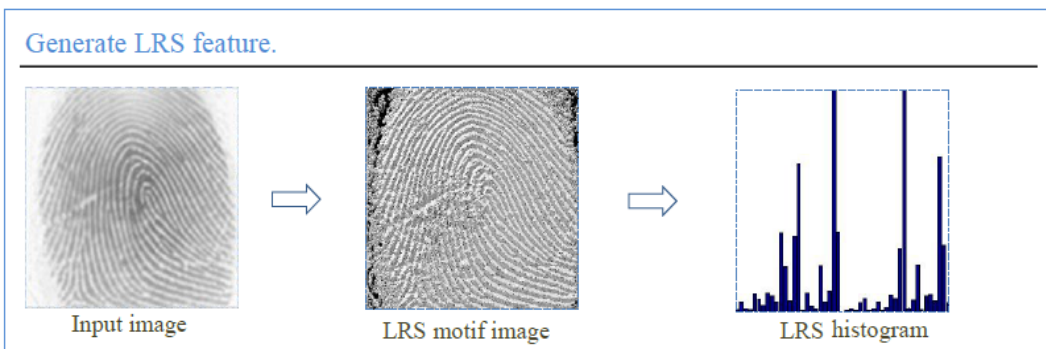 Generate LRS feature.
Input image
LRS motif image
LRS histogram